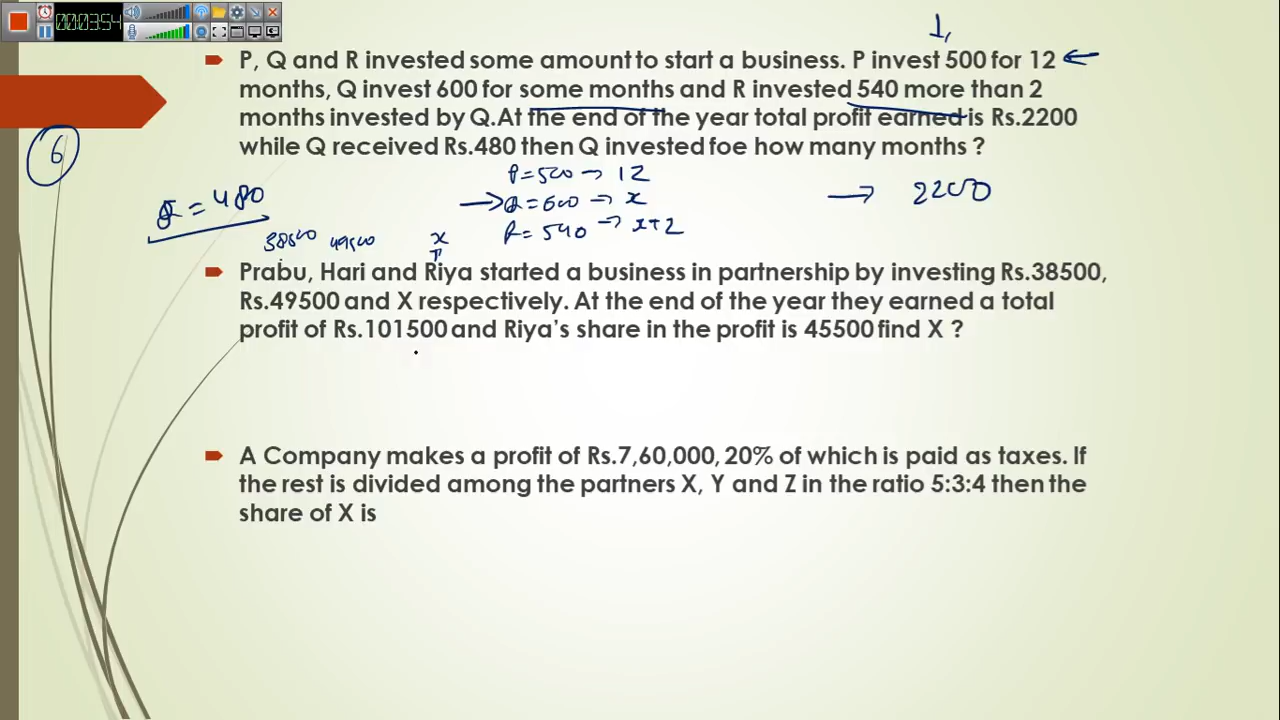 00:03:54
1,
P, Q and R invested some amount to start a business. P invest 500 for 12
months, Q invest 600 for some months and R invested 540 more than 2
months invested by Q.At the end of the year total profit earned is Rs.2200
while Q received Rs.480 then Q invested foe how many months ?
6
P = 500 → 12
Q = 480
→ Q = 600 → x
→ 2200
R = 540 → x+2
38500 49500 x
Prabu, Hari and Riya started a business in partnership by investing Rs.38500,
Rs.49500 and X respectively. At the end of the year they earned a total
profit of Rs.101500 and Riya's share in the profit is 45500 find X ?
A Company makes a profit of Rs.7,60,000, 20% of which is paid as taxes. If
the rest is divided among the partners X, Y and Z in the ratio 5:3:4 then the
share of X is